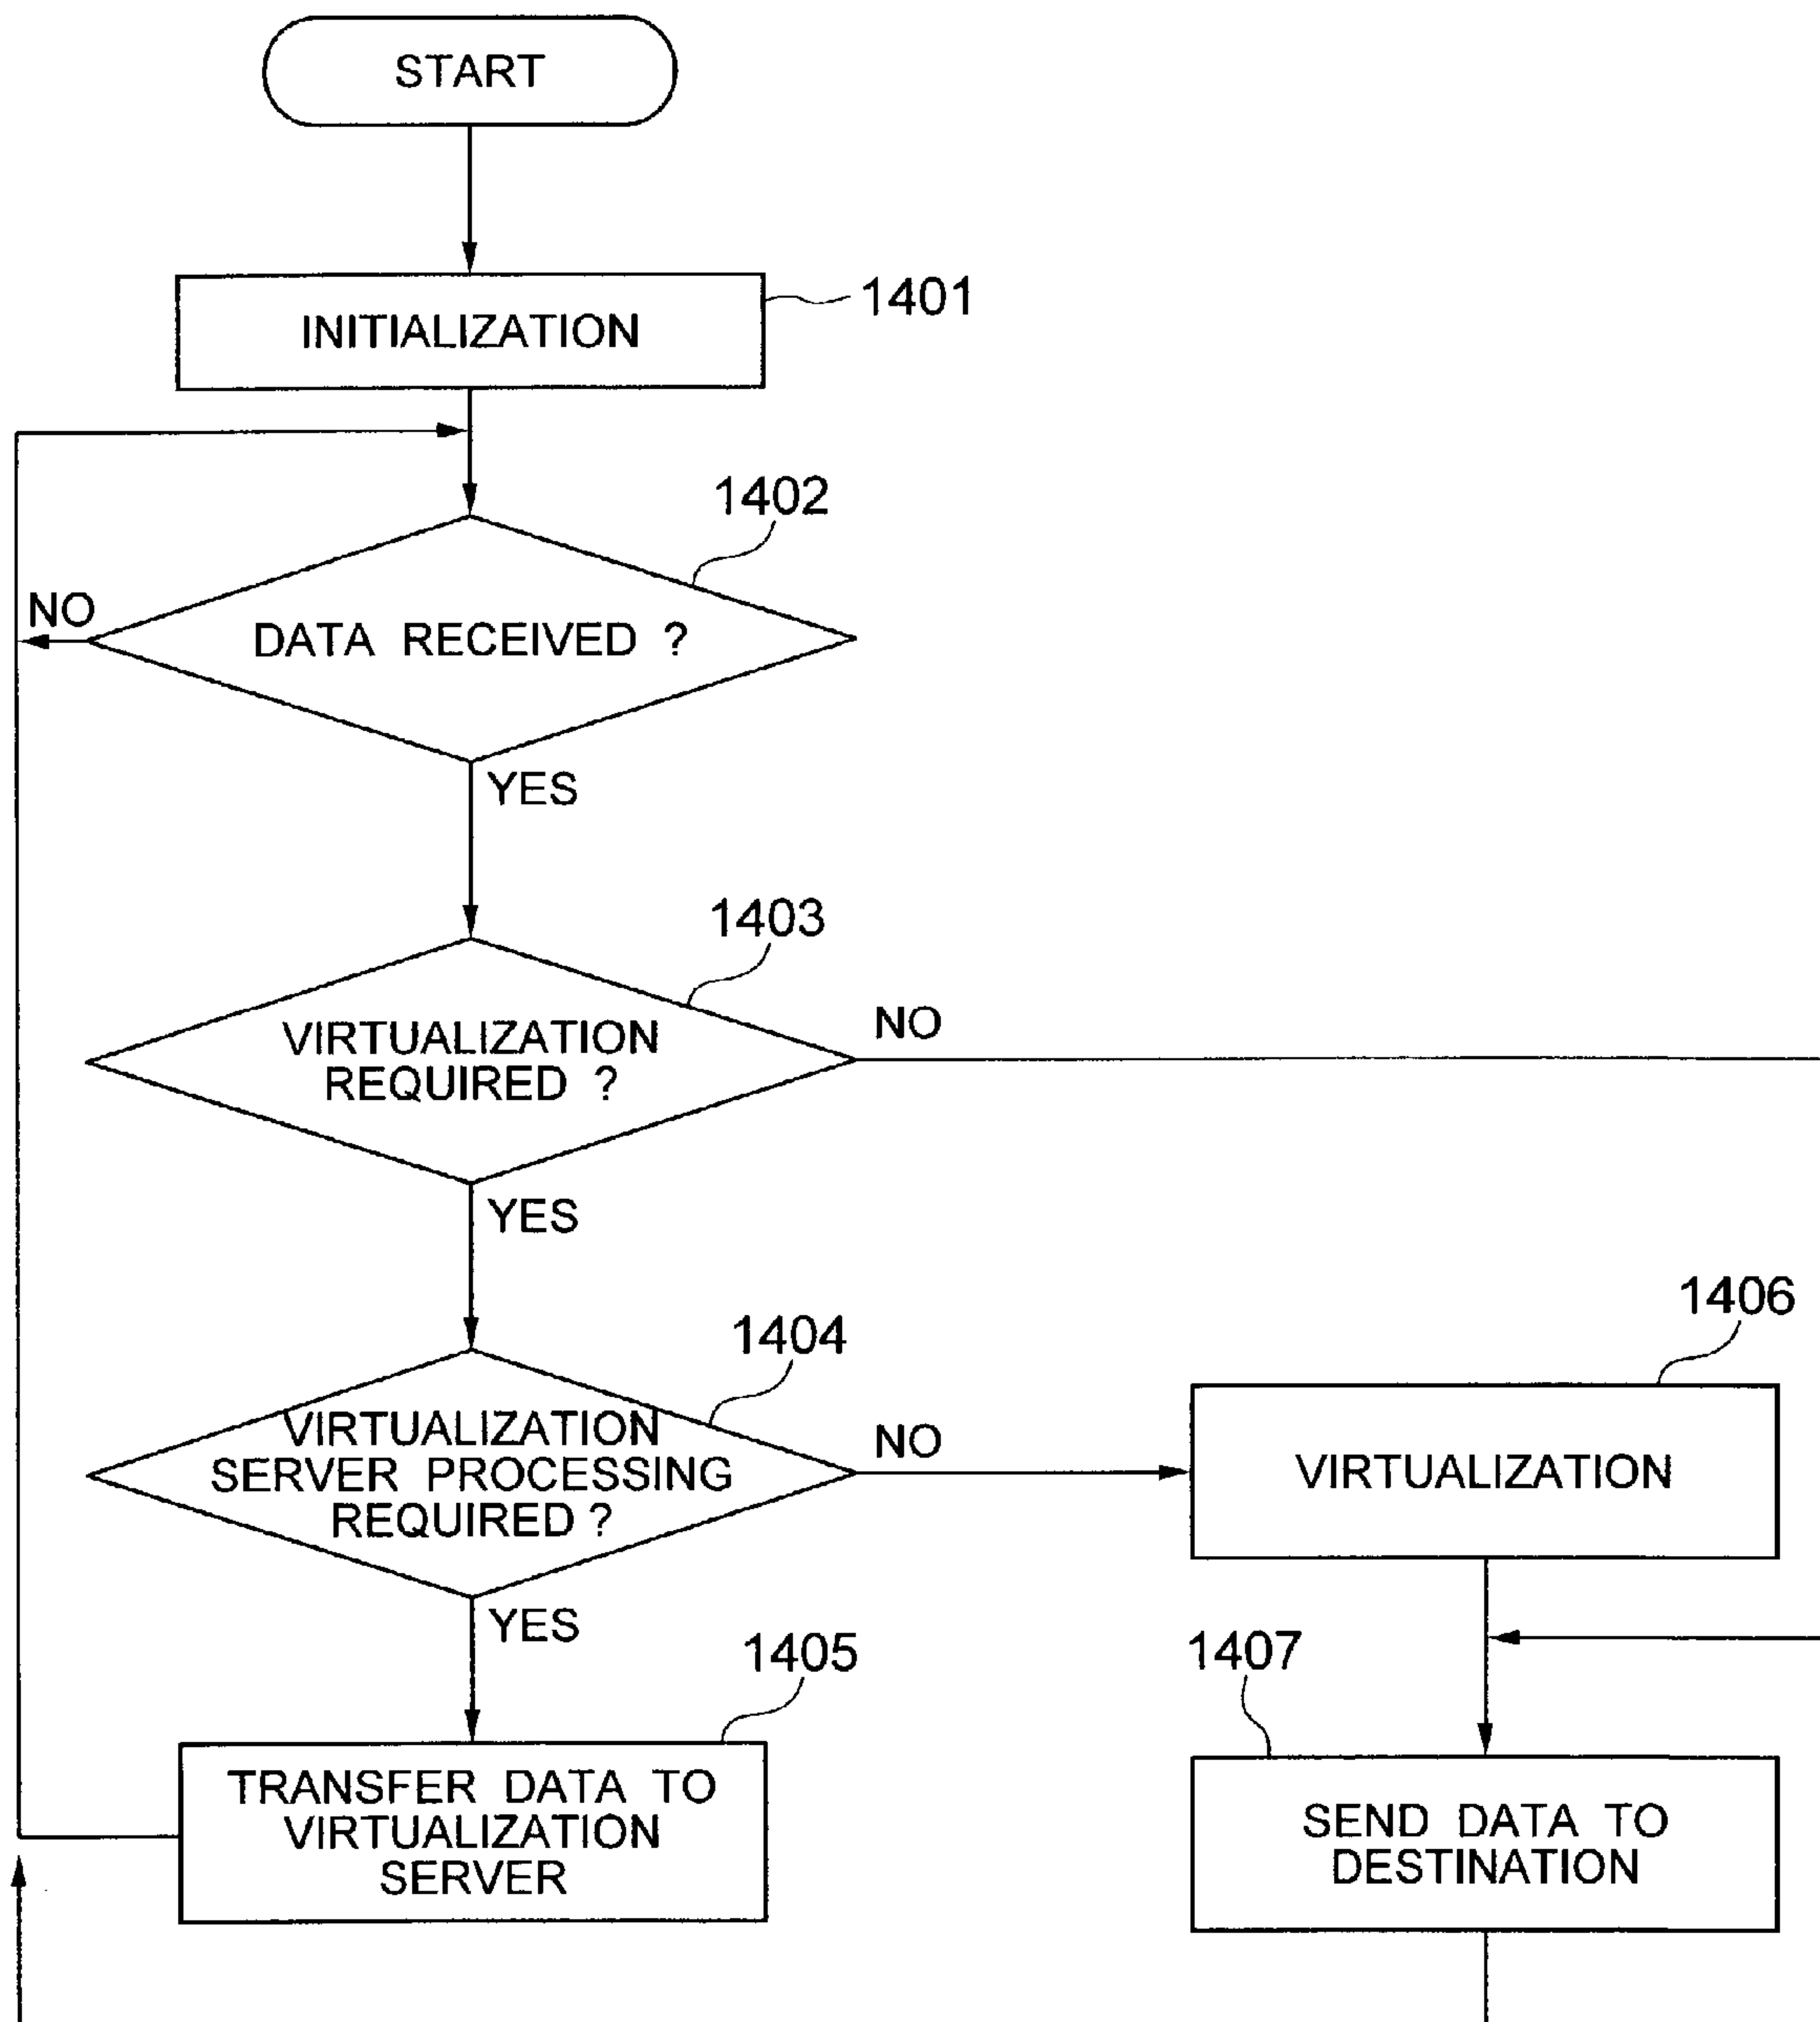 START
INITIALIZATION
1401
1402
NO
DATA RECEIVED ?
YES
1403
VIRTUALIZATION
REQUIRED ?
NO
YES
1404
VIRTUALIZATION
SERVER PROCESSING
REQUIRED ?
NO
1406
VIRTUALIZATION
YES
1405
TRANSFER DATA TO
VIRTUALIZATION
SERVER
1407
SEND DATA TO
DESTINATION